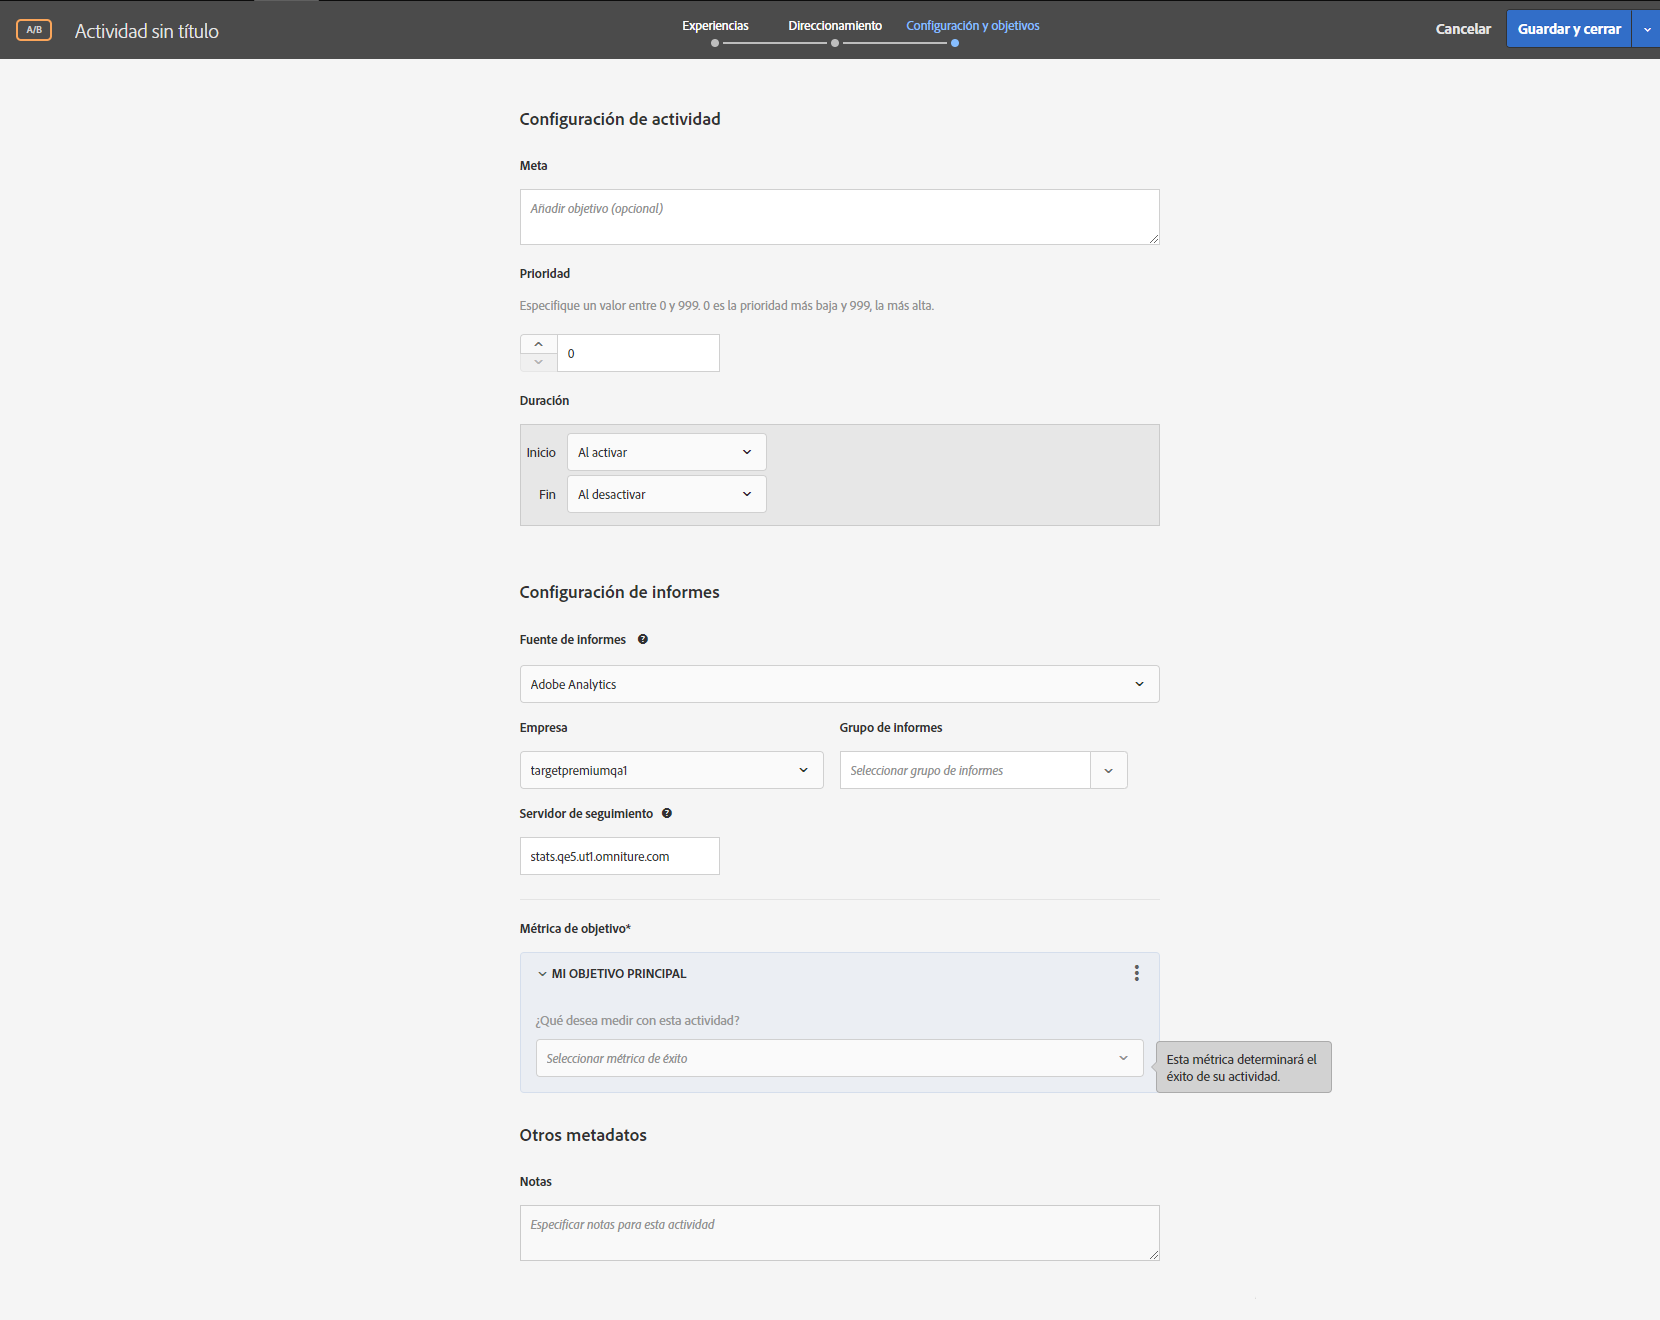 A/B
Actividad sin título
Experiencias
Direccionamiento
Configuración y objetivos
Cancelar
Guardar y cerrar
Configuración de actividad
Meta
Añadir objetivo (opcional)
Prioridad
Especifique un valor entre 0 y 999. 0 es la prioridad más baja y 999, la más alta.
0
Duración
Inicio
Al activar
Fin
Al desactivar
Configuración de informes
Fuente de informes
Adobe Analytics
Empresa
Grupo de informes
targetpremiumqa1
Seleccionar grupo de informes
Servidor de seguimiento
stats.qe5.ut1.omniture.com
Métrica de objetivo*
MI OBJETIVO PRINCIPAL
¿Qué desea medir con esta actividad?
Seleccionar métrica de éxito
Esta métrica determinará el
éxito de su actividad.
Otros metadatos
Notas
Especificar notas para esta actividad